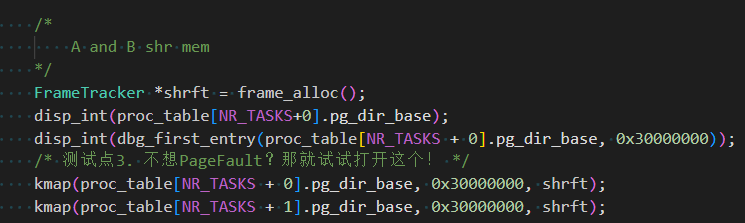 /*
A and B shr mem
*/
FrameTracker *shrft = frame_alloc();
disp_int(proc_table[NR_TASKS+0].pg_dir_base);
disp_int(dbg_first_entry(proc_table[NR_TASKS + 0].pg_dir_base, 0x30000000));
/* 测试点3. 不想PageFault？那就试试打开这个！ */
kmap(proc_table[NR_TASKS + 0].pg_dir_base, 0x30000000, shrft);
kmap(proc_table[NR_TASKS + 1].pg_dir_base, 0x30000000, shrft);